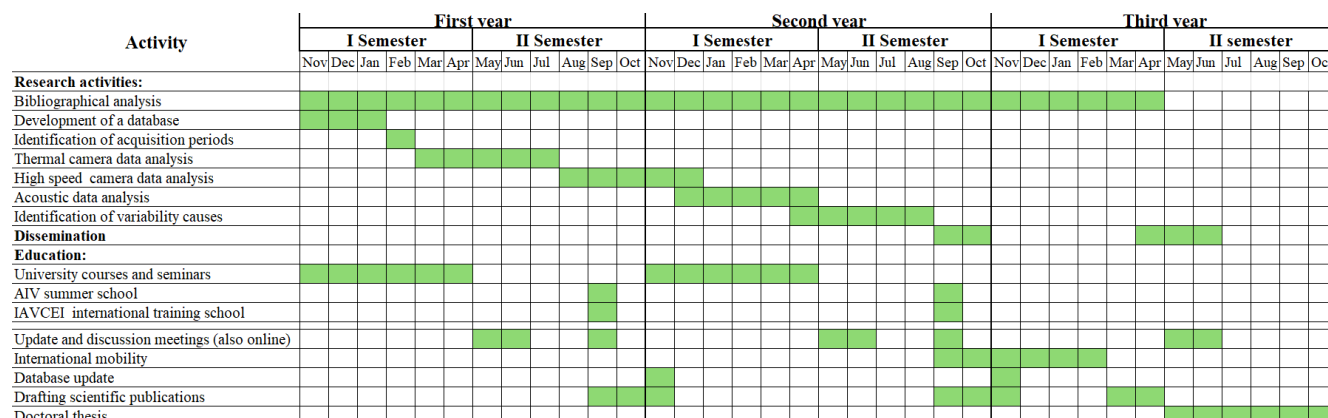 First year Second year Third year
Activity I Semester II Semester I Semester II Semester I Semester II semester
Nov Dec Jan Feb Mar Apr May Jun Jul Aug Sep Oct Nov Dec Jan Feb Mar Apr May Jun Jul Aug Sep Oct Nov Dec Jan Feb Mar Apr May Jun Jul Aug Sep Oct
Research activities:
Bibliographical analysis
Development of a database
Identification of acquisition periods
Thermal camera data analysis
High speed camera data analysis
Acoustic data analysis
Identification of variability causes
Dissemination
Education:
University courses and seminars
AIV summer school
IAVCEI international training school
Update and discussion meetings (also online)
International mobility
Database update
Drafting scientific publications
Doctoral thesis